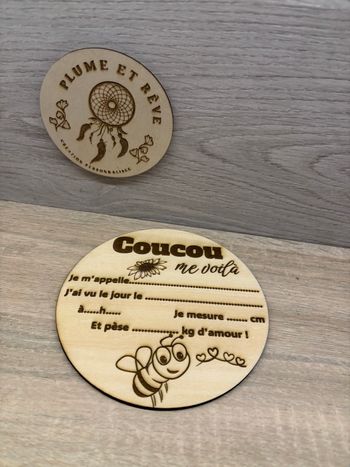 PLUME ET RÊVE
CRÉATION PERSONNALISÉE
Coucou
me voilà
Je m'appelle..............................
J'ai vu le jour le ..............................
à.....h..... Je mesure ....... cm
Et pèse .............. kg d'amour !